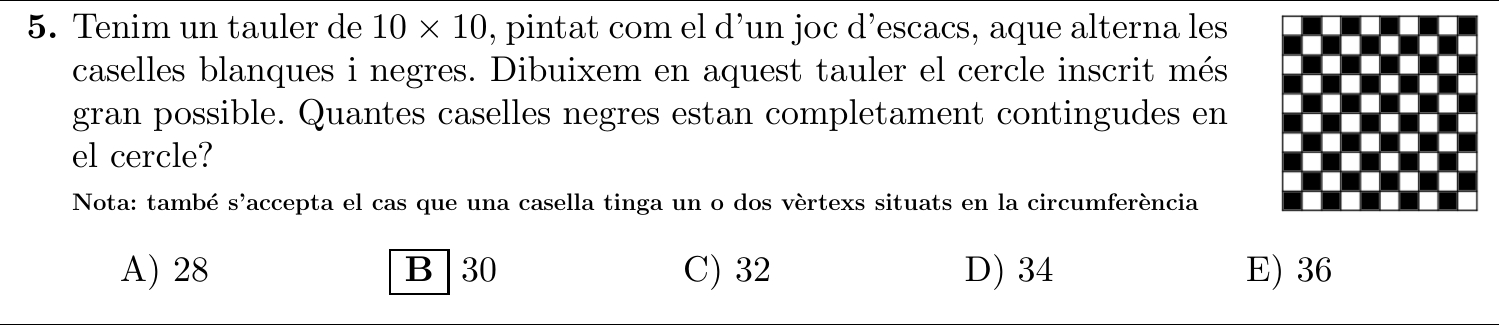 5. Tenim un tauler de 10 × 10, pintat com el d'un joc d'escacs, aque alterna les
caselles blanques i negres. Dibuixem en aquest tauler el cercle inscrit més
gran possible. Quantes caselles negres estan completament contingudes en
el cercle?
Nota: també s'accepta el cas que una casella tinga un o dos vèrtexs situats en la circumferència
A) 28 B 30 C) 32 D) 34 E) 36